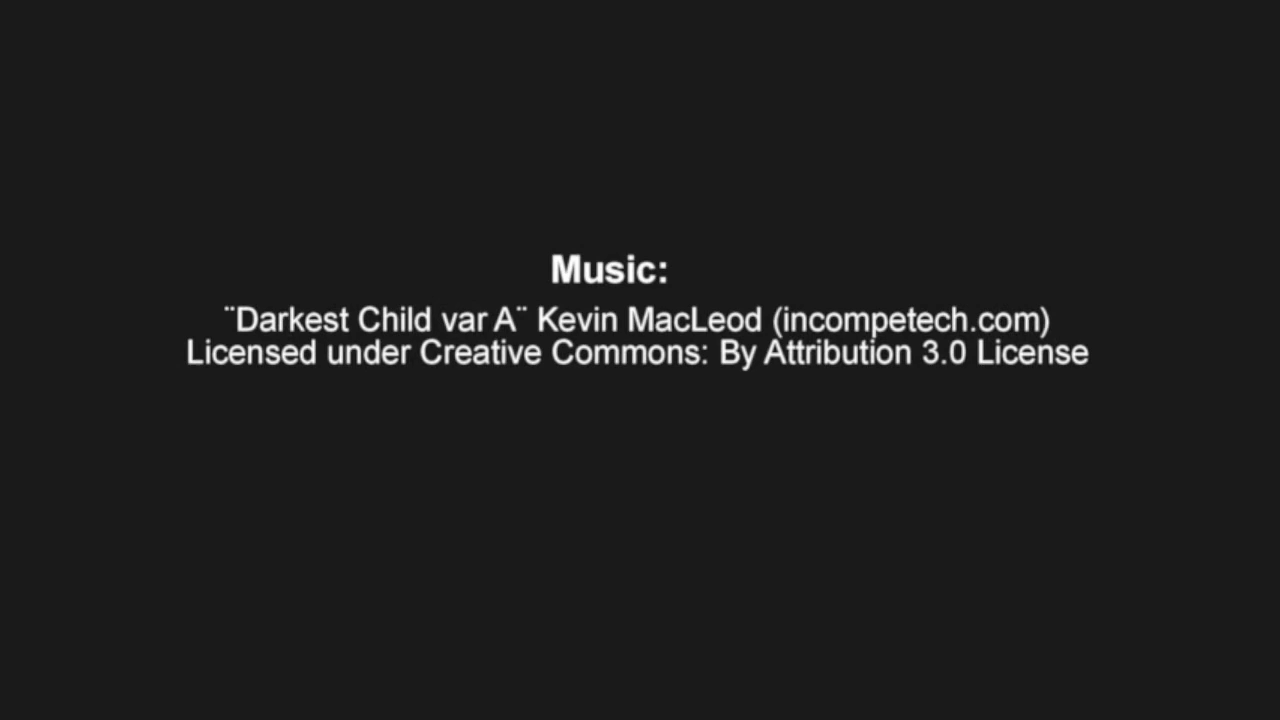 Music:
¨Darkest Child var A¨ Kevin MacLeod (incompetech.com)
Licensed under Creative Commons: By Attribution 3.0 License